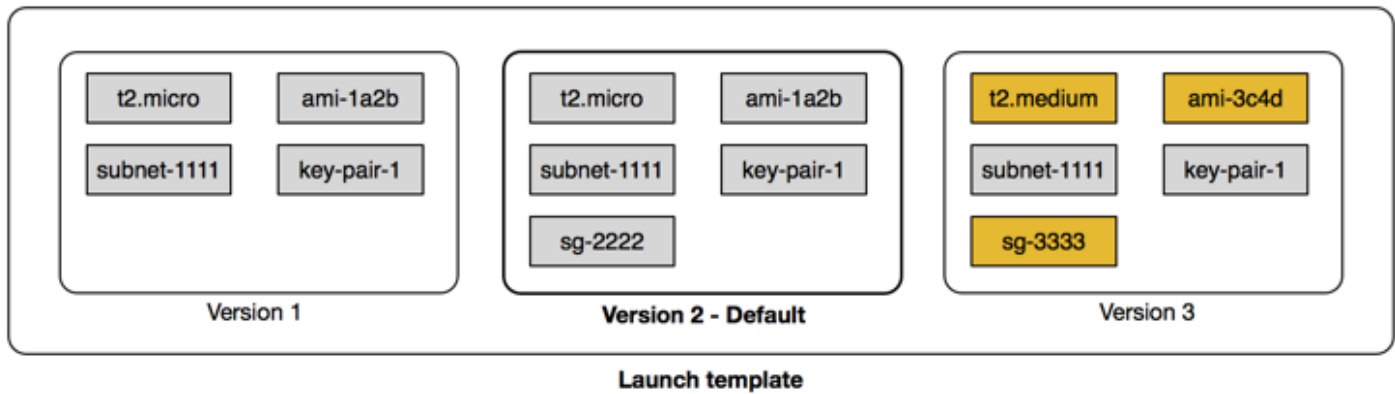 t2.micro ami-1a2b
subnet-1111 key-pair-1
Version 1
t2.micro ami-1a2b
subnet-1111 key-pair-1
sg-2222
Version 2 - Default
t2.medium ami-3c4d
subnet-1111 key-pair-1
sg-3333
Version 3
Launch template